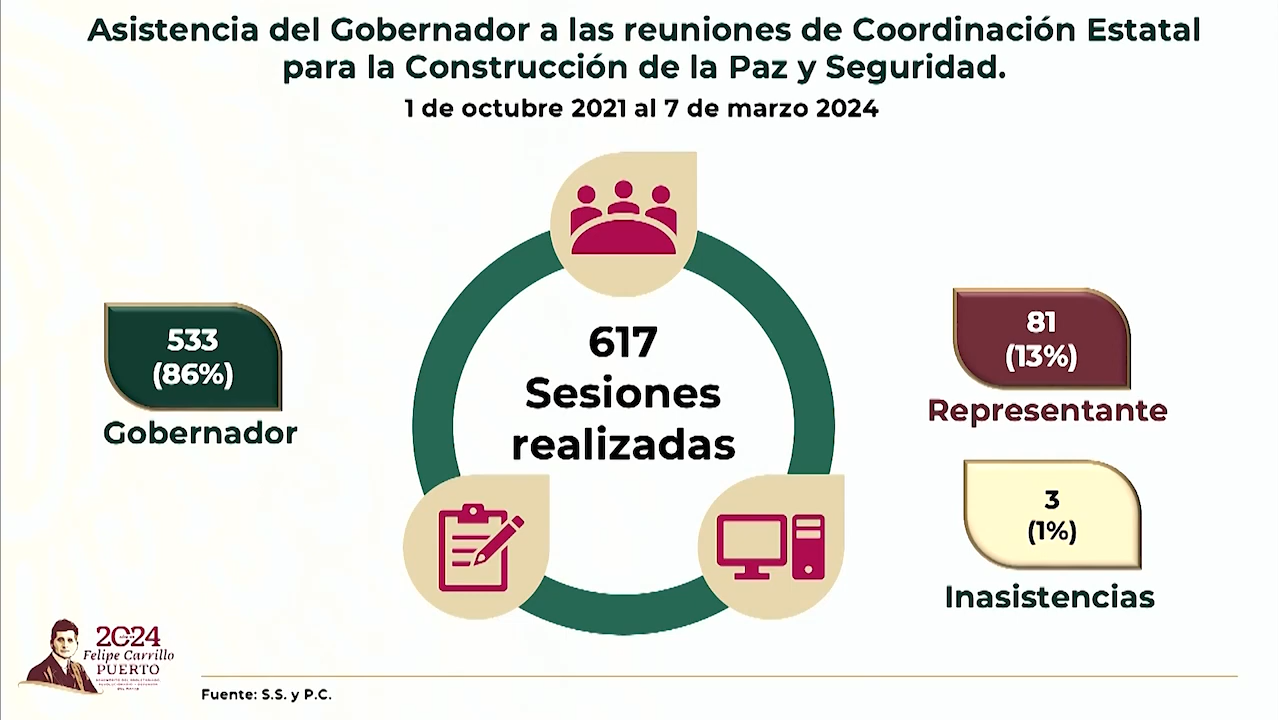 Asistencia del Gobernador a las reuniones de Coordinación Estatal
para la Construcción de la Paz y Seguridad.
1 de octubre 2021 al 7 de marzo 2024
533
(86%)
Gobernador
617
Sesiones
realizadas
81
(13%)
Representante
3
(1%)
Inasistencias
2024
Felipe Carrillo
PUERTO
Fuente: S.S. y P.C.